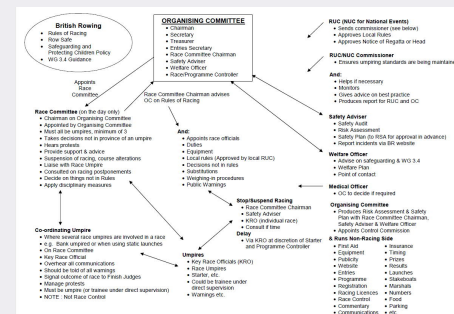 British Rowing
• Rules of Racing
• Row Safe
• Safeguarding and
Protecting Children Policy
• WG 3.4 Guidance
Appoints
Race
Committee
ORGANISING COMMITTEE
• Chairman
• Secretary
• Treasurer
• Entries Secretary
• Race Committee Chairman
• Safety Adviser
• Welfare Officer
• Race/Programme Controller
RUC (NUC for National Events)
• Sends commissioner (see below)
• Approves Local Rules
• Approves Notice of Regatta or Head
RUC/NUC Commissioner
• Ensures umpiring standards are being maintained
And:
• Helps if necessary
• Monitors
• Gives advice on best practice
• Produces report for RUC and OC
Race Committee Chairman advises
OC on Rules of Racing
Race Committee (on the day only)
• Chairman on Organising Committee
• Appointed by Organising Committee
• Must all be umpires, minimum of 3
• Takes decisions not in province of an umpire
• Hears protests
• Provide support & advice
• Suspension of racing, course alterations
• Liaise with Race Umpire
• Consulted on racing postponements
• Decide on things not in Rules
• Apply disciplinary measures
And:
• Appoints race officials
• Duties
• Equipment
• Local rules (Approved by local RUC)
• Decisions not in rules
• Substitutions
• Weighing-in procedures
• Public Warnings
Safety Adviser
• Safety Audit
• Risk Assessment
• Safety Plan (to RSA for approval in advance)
• Report incidents via BR website
Welfare Officer
• Advise on safeguarding & WG 3.4
• Welfare Plan
• Point of contact
Medical Officer
• OC to decide if required
Stop/Suspend Racing
• Race Committee Chairman
• Safety Adviser
• KRO (individual race)
• Consult if time
Delay
• Via KRO at discretion of Starter
and Programme Controller
Organising Committee
• Produces Risk Assessment & Safety
Plan with Race Committee Chairman,
Safety Adviser & Welfare Officer
• Appoints Control Commission
& Runs Non-Racing Side
• First Aid
• Equipment
• Publicity
• Website
• Entries
• Programme
• Registration
• Racing Licences
• Race Control
• Commentary
• Communications
• Insurance
• Timing
• Prizes
• Results
• Launches
• Stakeboats
• Marshals
• Numbers
• Food
• Parking
• etc
Co-ordinating Umpire
• Where several race umpires are involved in a race
e.g. Bank umpired or when using static launches
• On Race Committee
• Key Race Official
• Overhear all communications
• Should be told of all warnings
• Signal outcome of race to Finish Judges
• Manage protests
• Must be umpire (or trainee under direct supervision)
• NOTE : Not Race Control
Umpires
• Key Race Officials (KRO)
• Race Umpires
• Starter, etc.
• Could be trainee under
direct supervision
• Warnings etc.